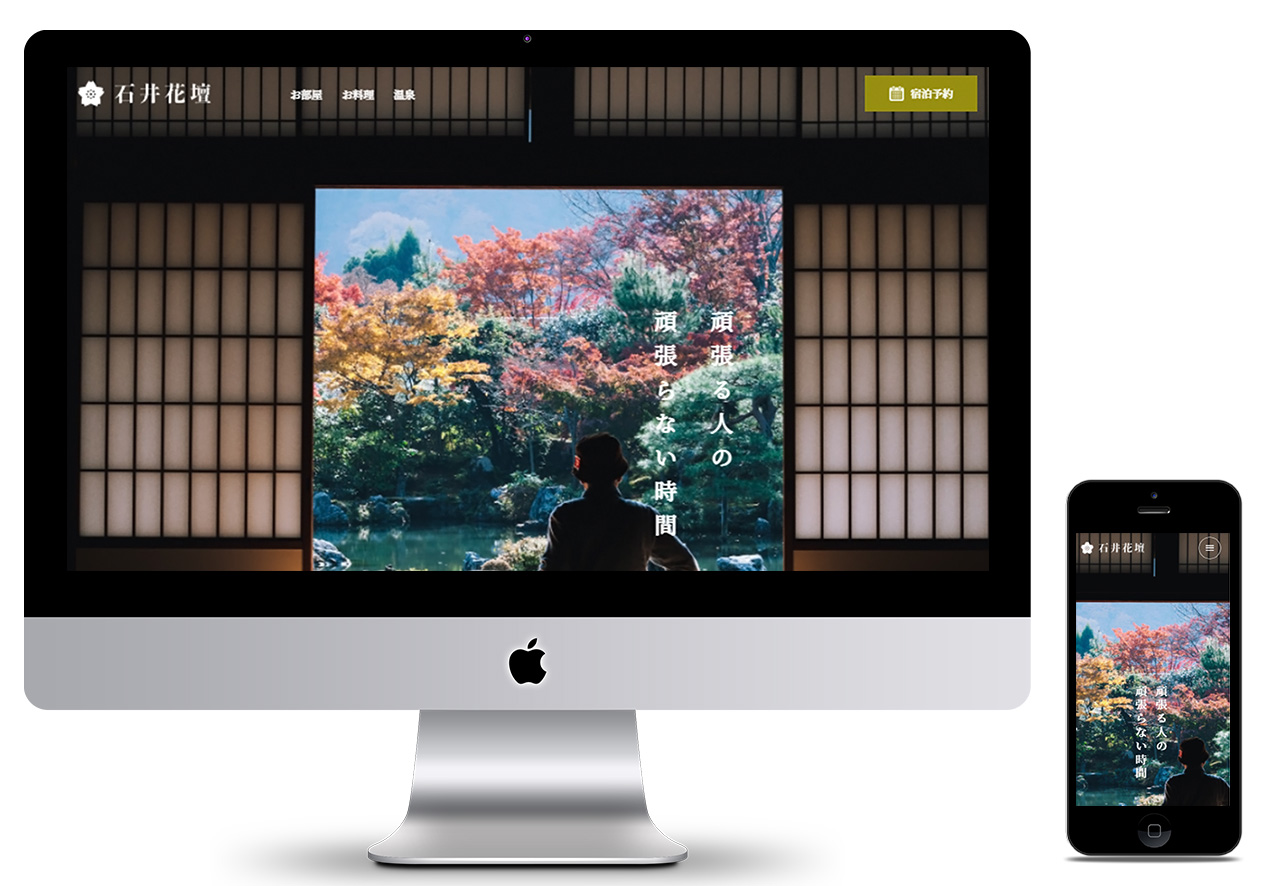 石井花壇
お部屋
お料理
温泉
宿泊予約
頑張る人の
頑張らない時間
石井花壇
頑張る人の
頑張らない時間